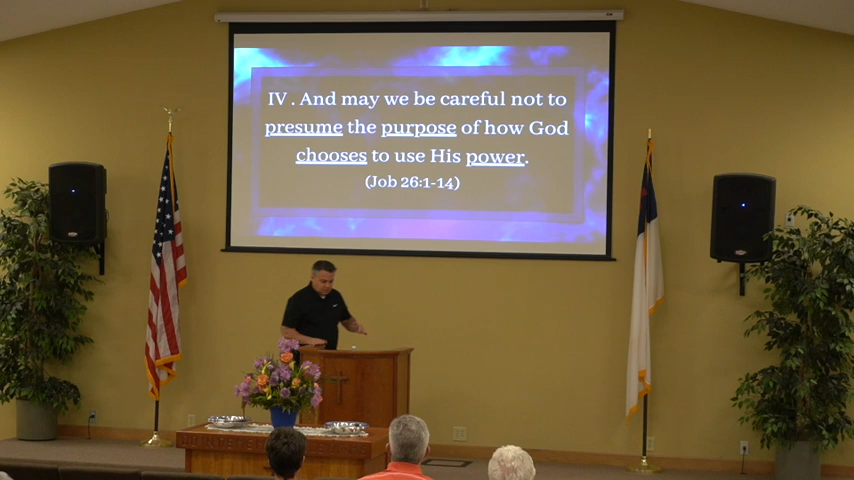 IV . And may we be careful not to
presume the purpose of how God
chooses to use His power.
(Job 26:1-14)